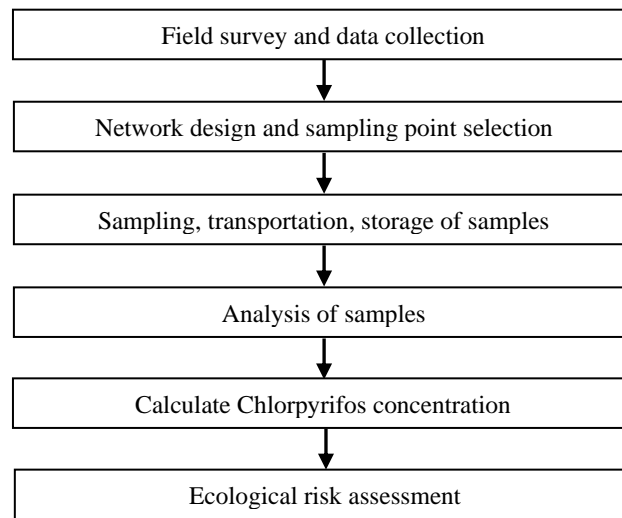 Field survey and data collection
Network design and sampling point selection
Sampling, transportation, storage of samples
Analysis of samples
Calculate Chlorpyrifos concentration
Ecological risk assessment